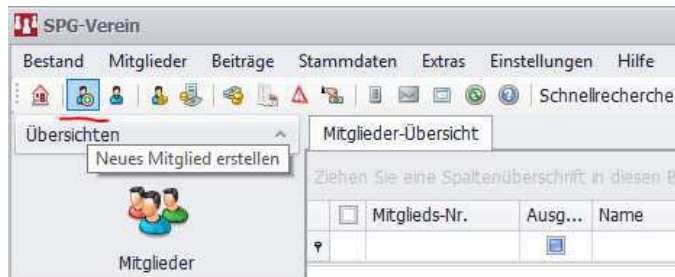 SPG-Verein
Bestand Mitglieder Beiträge Stammdaten Extras Einstellungen Hilfe
Schnellrecherche
Übersichten
Mitglieder-Übersicht
Neues Mitglied erstellen
Ziehen Sie eine Spaltenüberschrift in diesen B
Mitglieds-Nr. Ausg... Name
Mitglieder